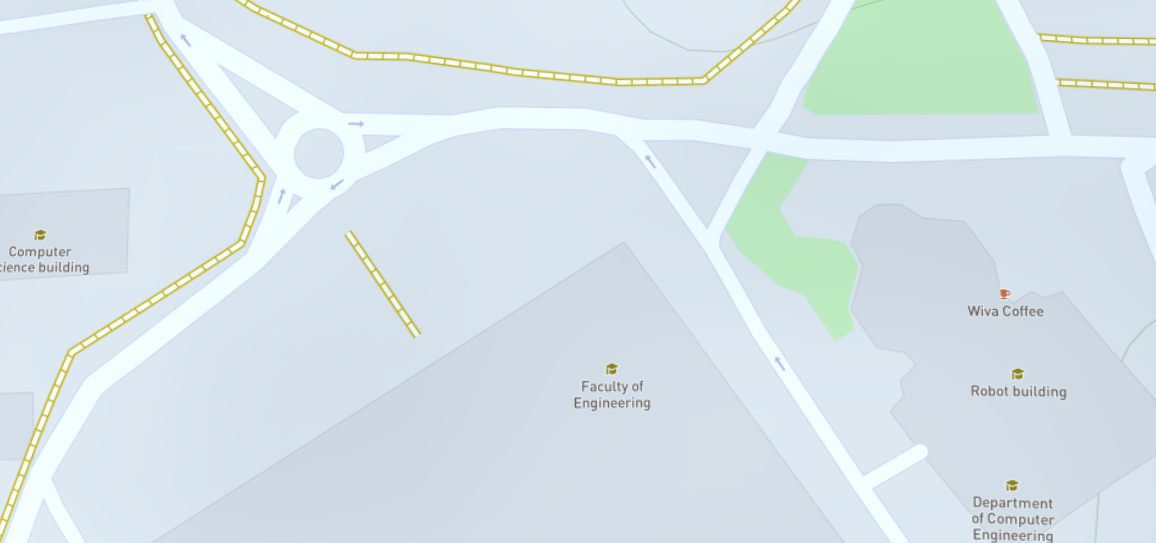 Computer
cience building
Wiva Coffee
Faculty of
Engineering
Robot building
Department
of Computer
Engineering